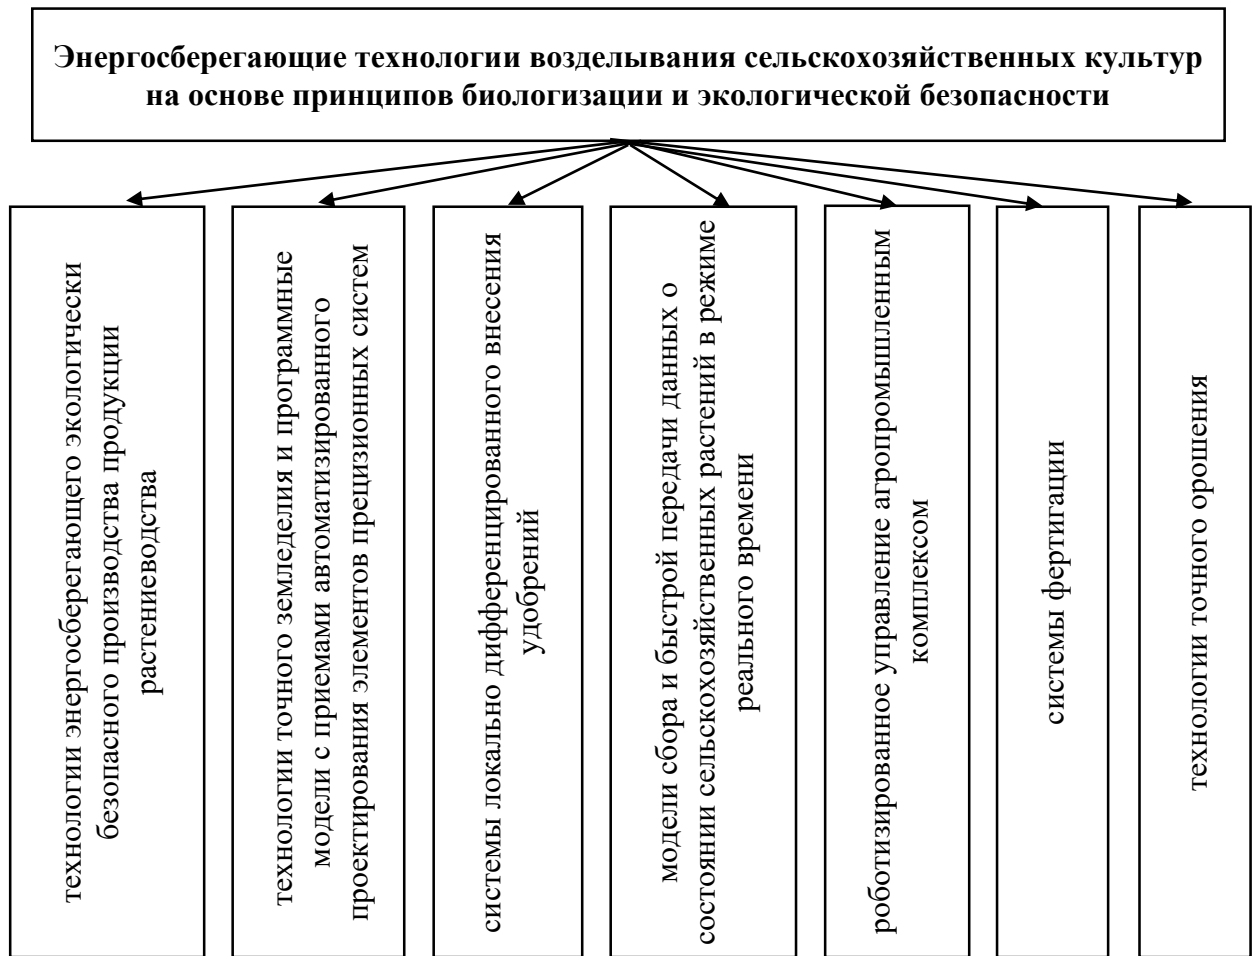 Энергосберегающие технологии возделывания сельскохозяйственных культур
на основе принципов биологизации и экологической безопасности
технологии энергосберегающего экологически
безопасного производства продукции
растениеводства
технологии точного земледелия и программные
модели с приемами автоматизированного
проектирования элементов прецизионных систем
системы локально дифференцированного внесения
удобрений
модели сбора и быстрой передачи данных о
состоянии сельскохозяйственных растений в режиме
реального времени
роботизированное управление агропромышленным
комплексом
системы фертигации
технологии точного орошения